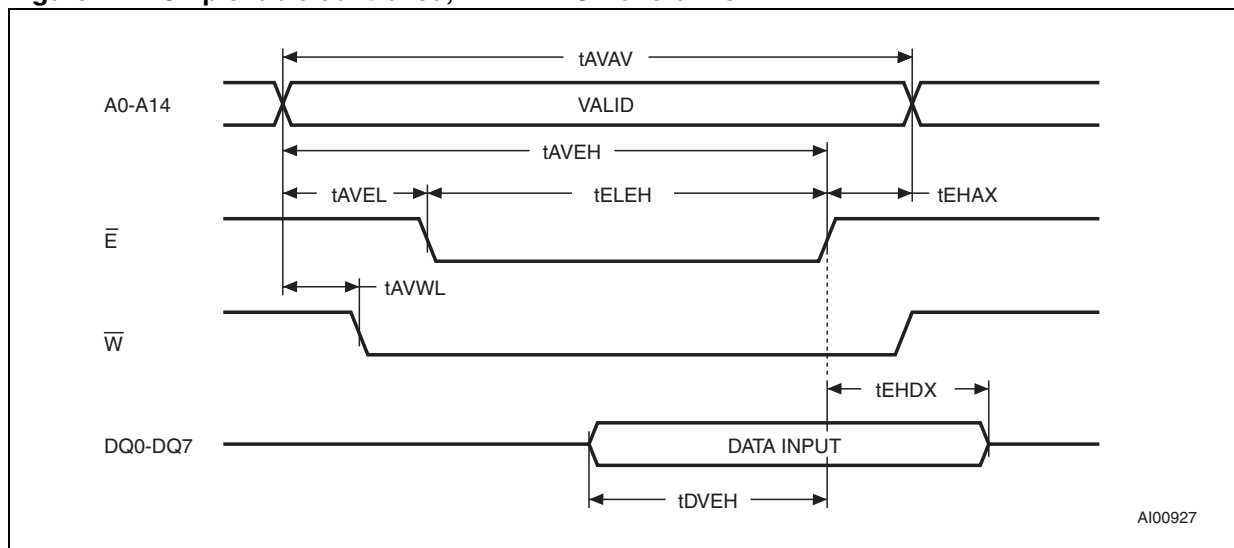 tAVAV
A0-A14
VALID
tAVEH
tAVEL
tELEH
tEHAX
E̅
tAVWL
W̅
tEHDX
DQ0-DQ7
DATA INPUT
tDVEH
AI00927